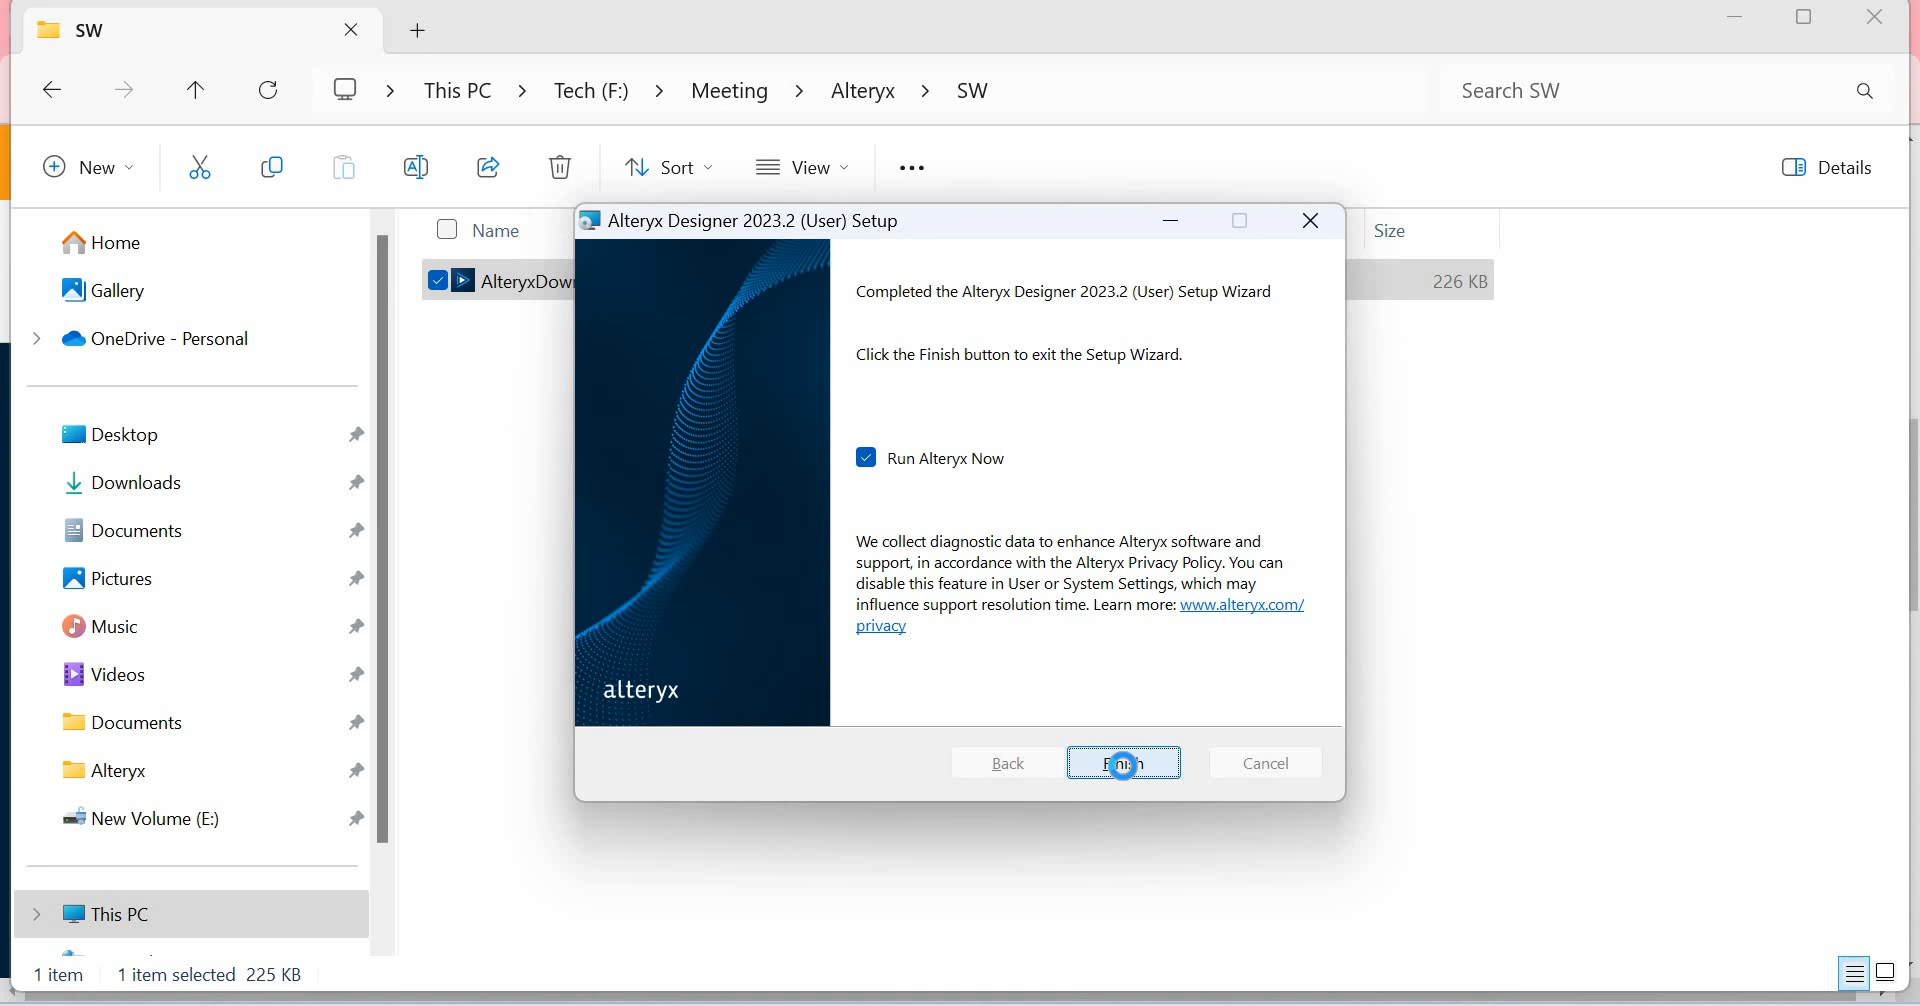 SW
This PC > Tech (F:) > Meeting > Alteryx > SW
Search SW
New
Sort
View
Details
Home
Gallery
OneDrive - Personal
Desktop
Downloads
Documents
Pictures
Music
Videos
Documents
Alteryx
New Volume (E:)
This PC
Name
Size
226 KB
Alteryx Designer 2023.2 (User) Setup
Completed the Alteryx Designer 2023.2 (User) Setup Wizard
Click the Finish button to exit the Setup Wizard.
Run Alteryx Now
We collect diagnostic data to enhance Alteryx software and
support, in accordance with the Alteryx Privacy Policy. You can
disable this feature in User or System Settings, which may
influence support resolution time. Learn more: www.alteryx.com/
privacy
alteryx
Back
Finish
Cancel
1 item
1 item selected 225 KB